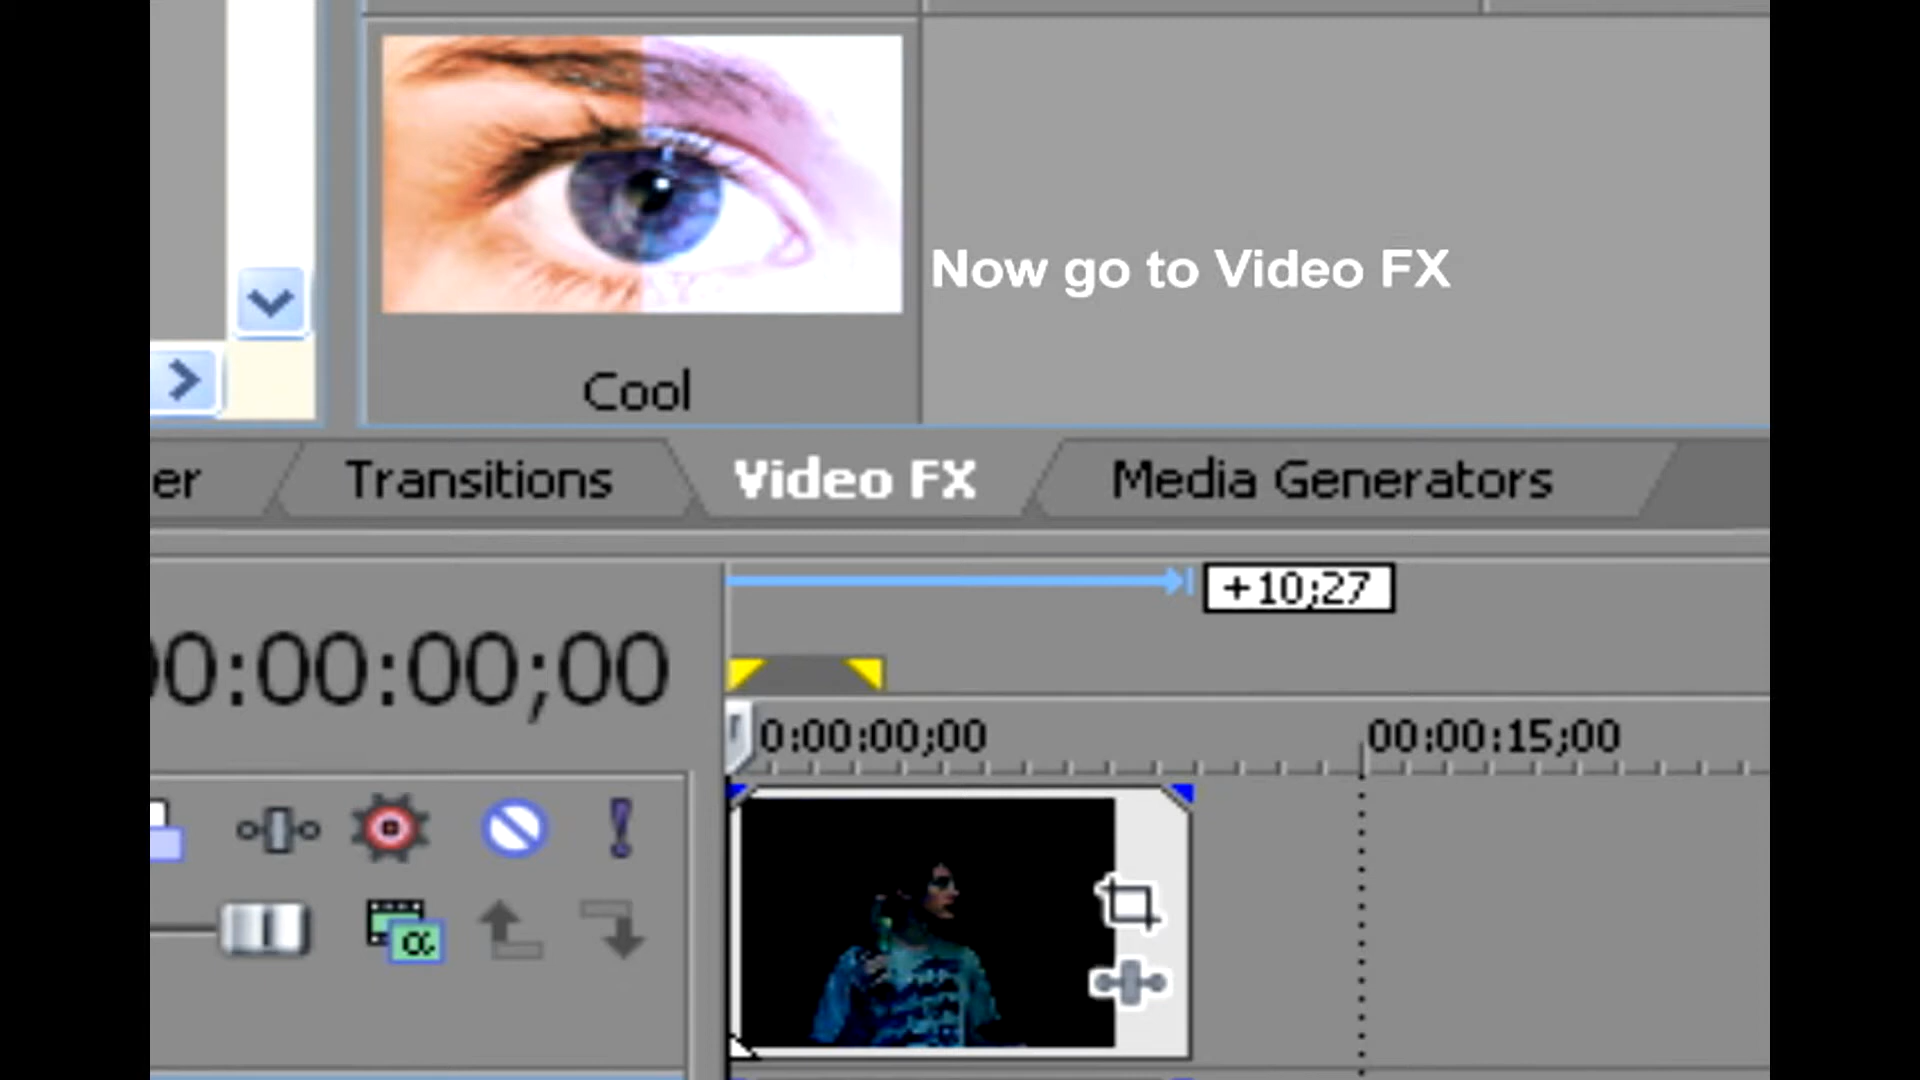 Now go to Video FX
Cool
er
Transitions
Video FX
Media Generators
+10;27
00:00:00;00
0:00:00;00
00:00:15;00
α